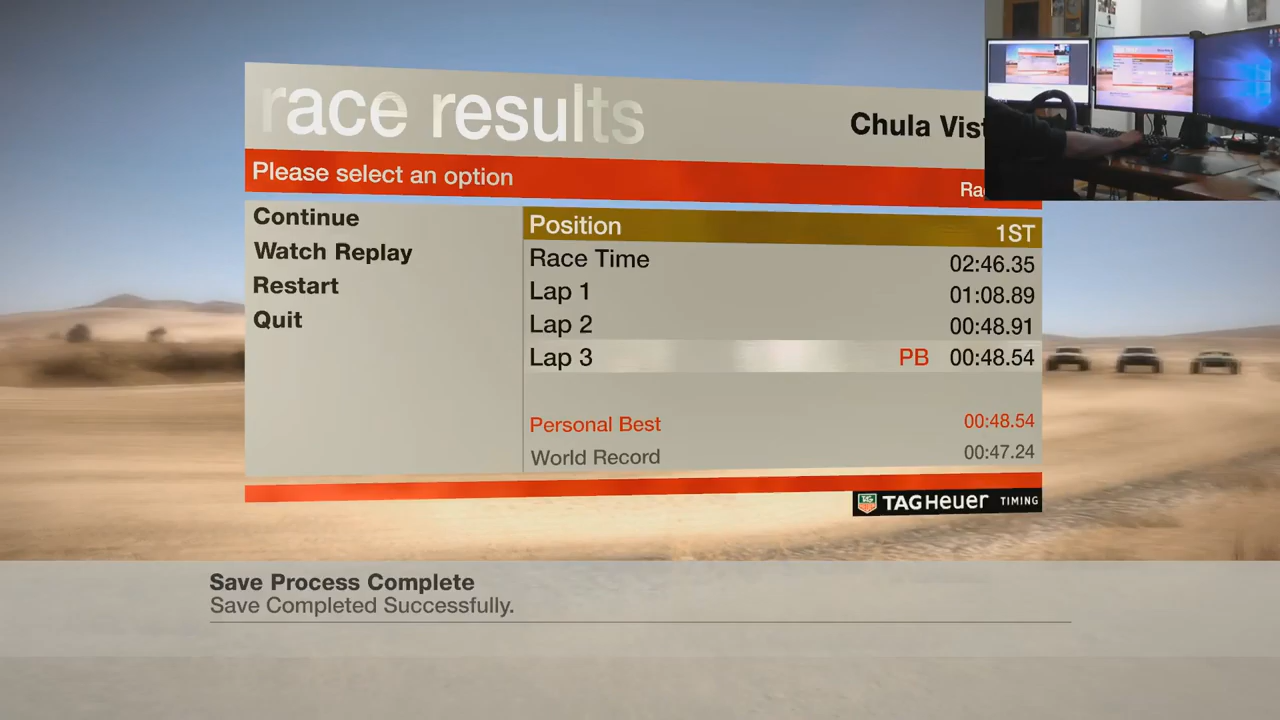 race results
Chula
Please select an option
Continue
Watch Replay
Restart
Quit
Position 1ST
Race Time 02:46.35
Lap 1 01:08.89
Lap 2 00:48.91
Lap 3 PB 00:48.54
Personal Best 00:48.54
World Record 00:47.24
TAGHeuer TIMING
Save Process Complete
Save Completed Successfully.